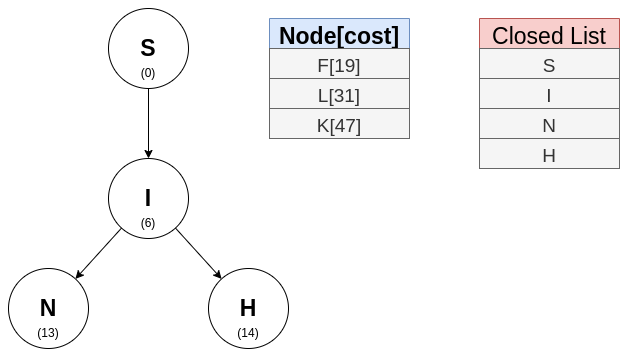 S
(0)
I
(6)
N
(13)
H
(14)
Node[cost]
F[19]
L[31]
K[47]
Closed List
S
I
N
H